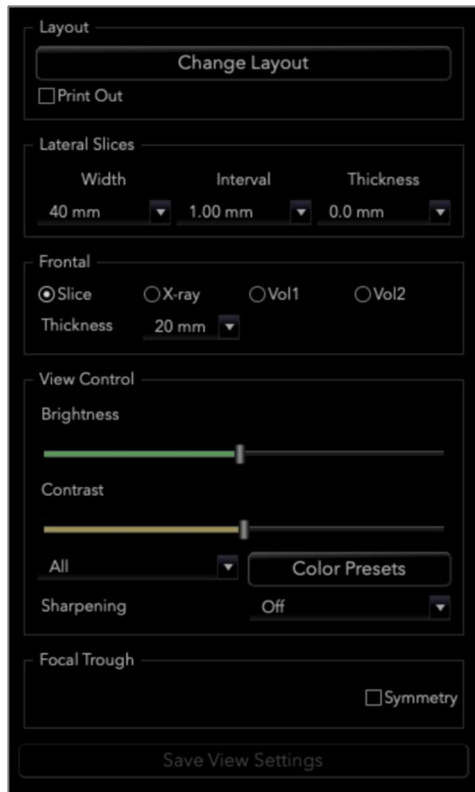 Layout
Change Layout
Print Out
Lateral Slices
Width Interval Thickness
40 mm 1.00 mm 0.0 mm
Frontal
Slice X-ray Vol1 Vol2
Thickness 20 mm
View Control
Brightness
Contrast
All Color Presets
Sharpening Off
Focal Trough
Symmetry
Save View Settings